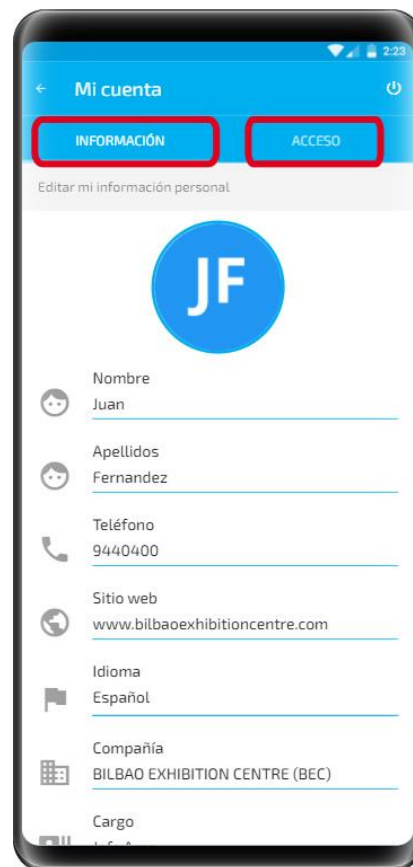 2:23
Mi cuenta
INFORMACIÓN ACCESO
Editar mi información personal
JF
Nombre
Juan
Apellidos
Fernandez
Teléfono
9440400
Sitio web
www.bilbaoexhibitioncentre.com
Idioma
Español
Compañía
BILBAO EXHIBITION CENTRE (BEC)
Cargo